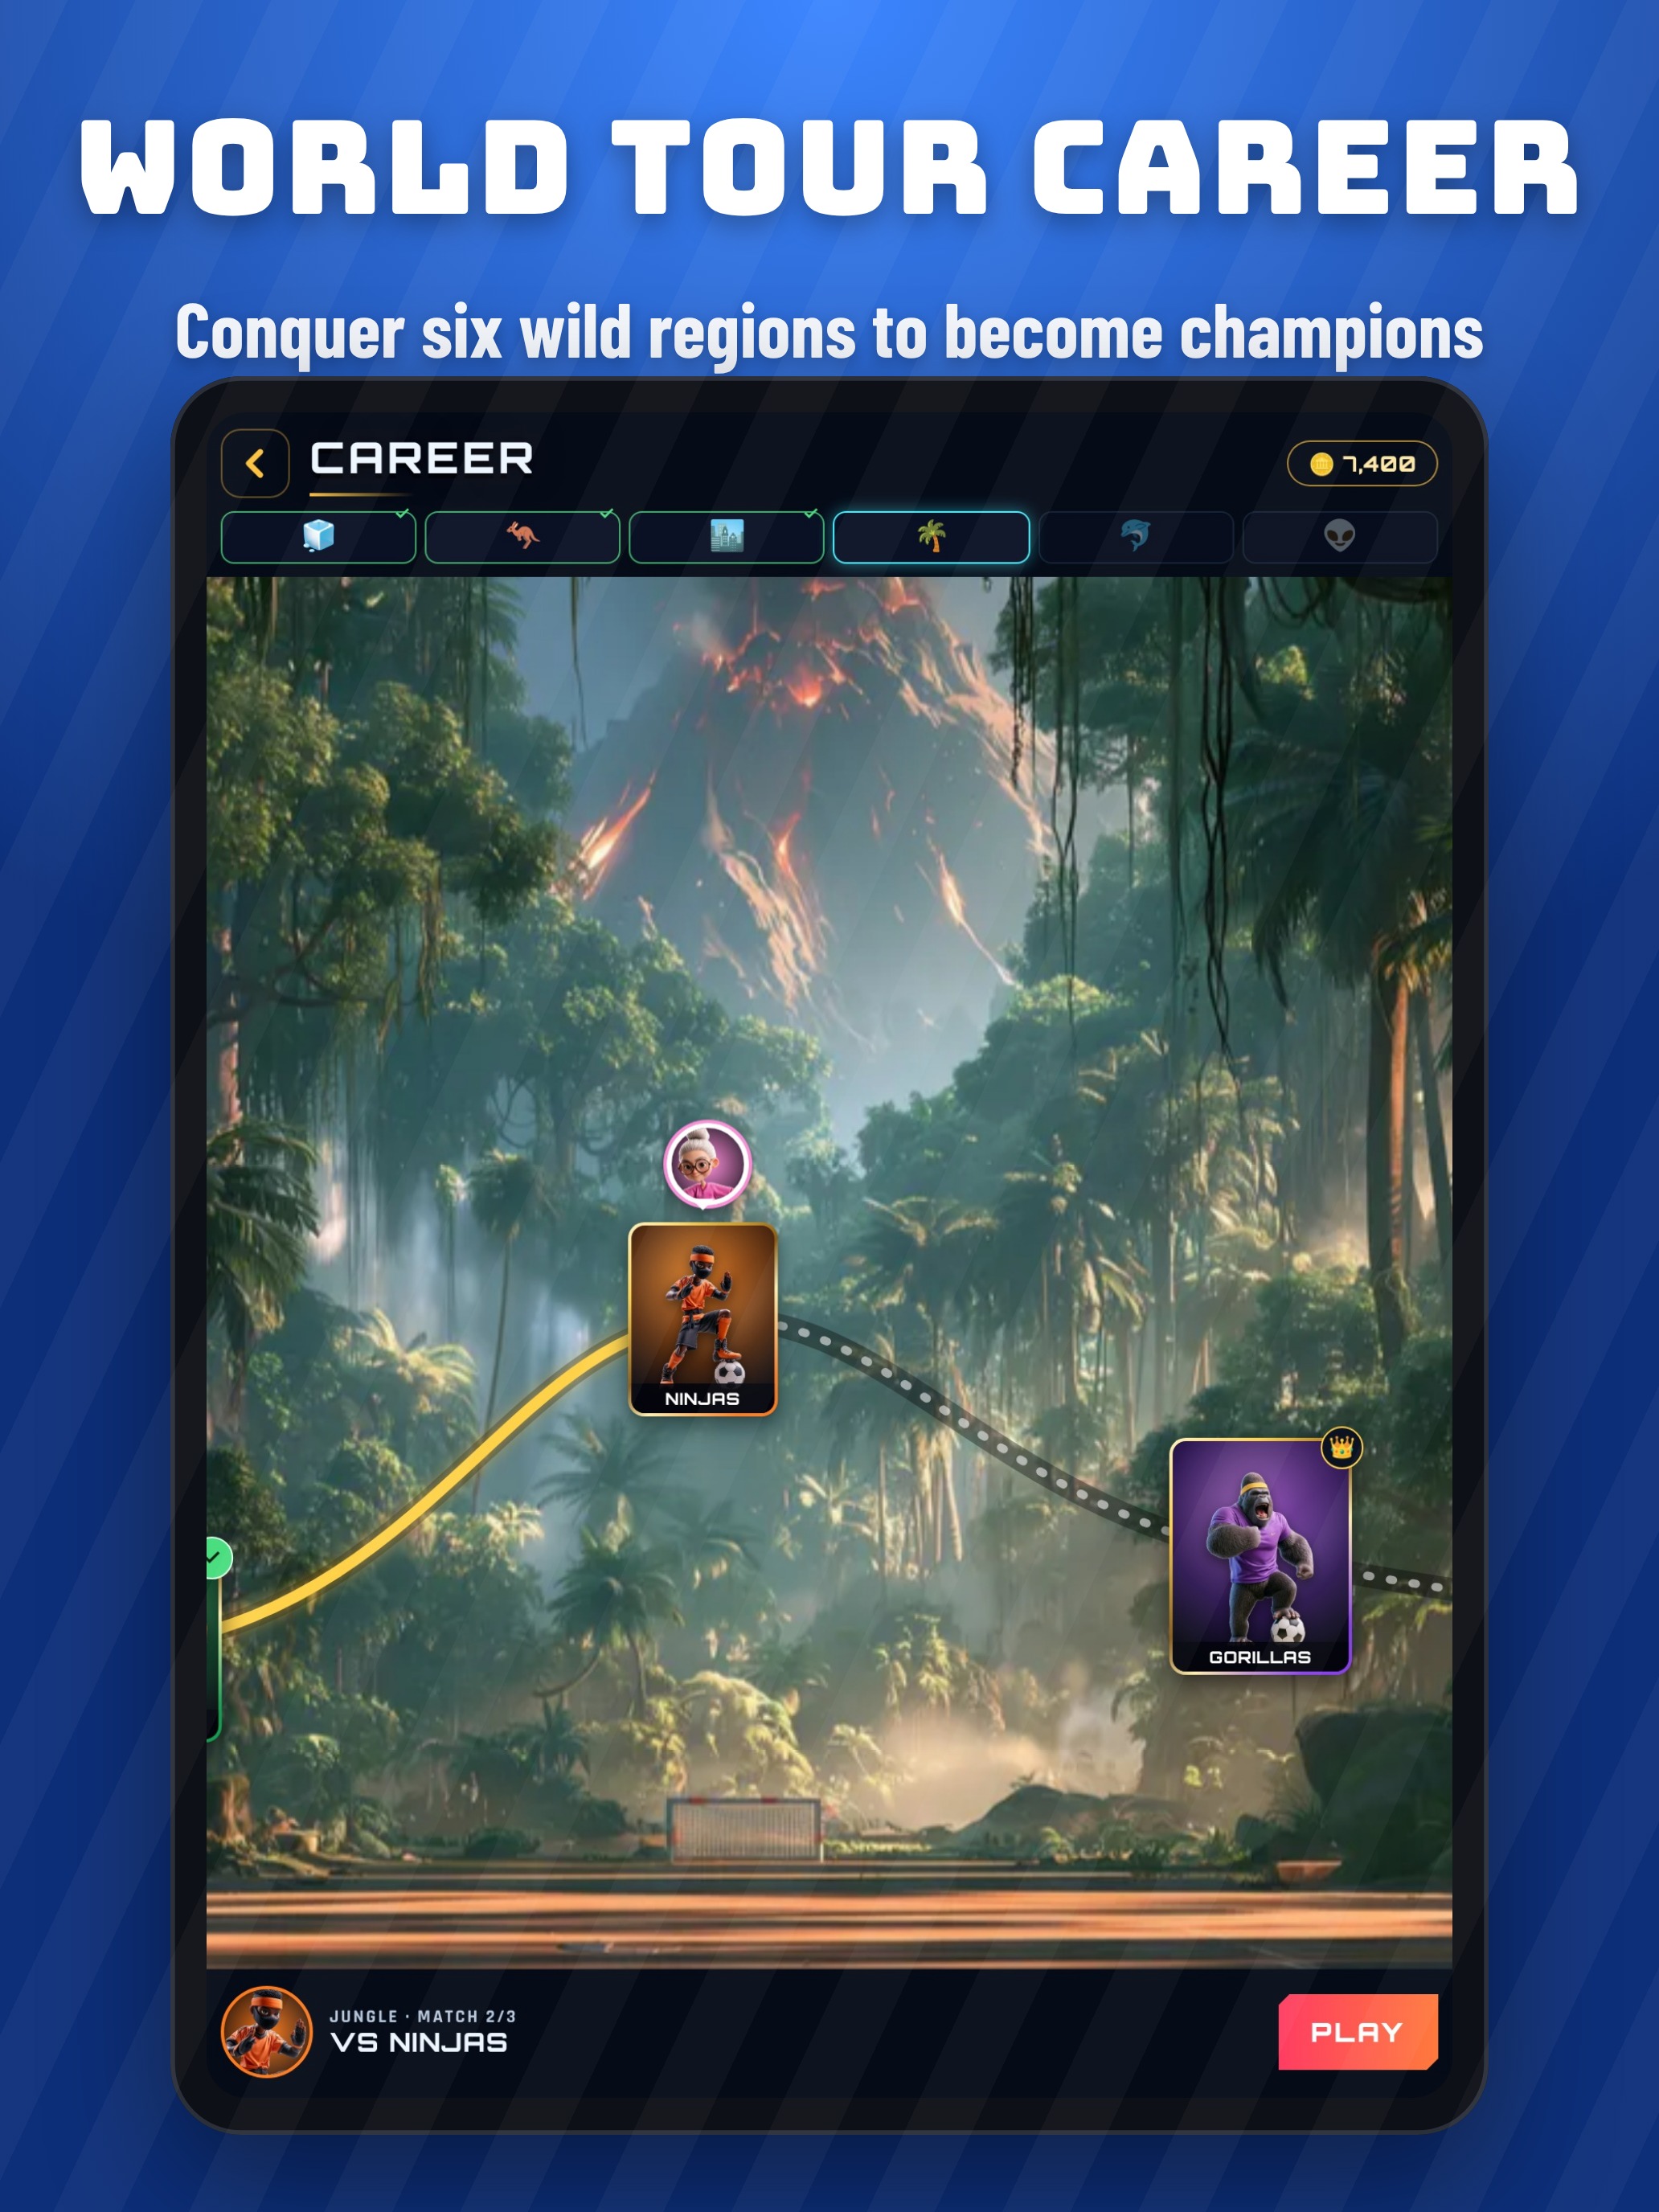 WORLD TOUR CAREER
Conquer six wild regions to become champions
CAREER
7,400
NINJAS
GORILLAS
JUNGLE · MATCH 2/3
VS NINJAS
PLAY